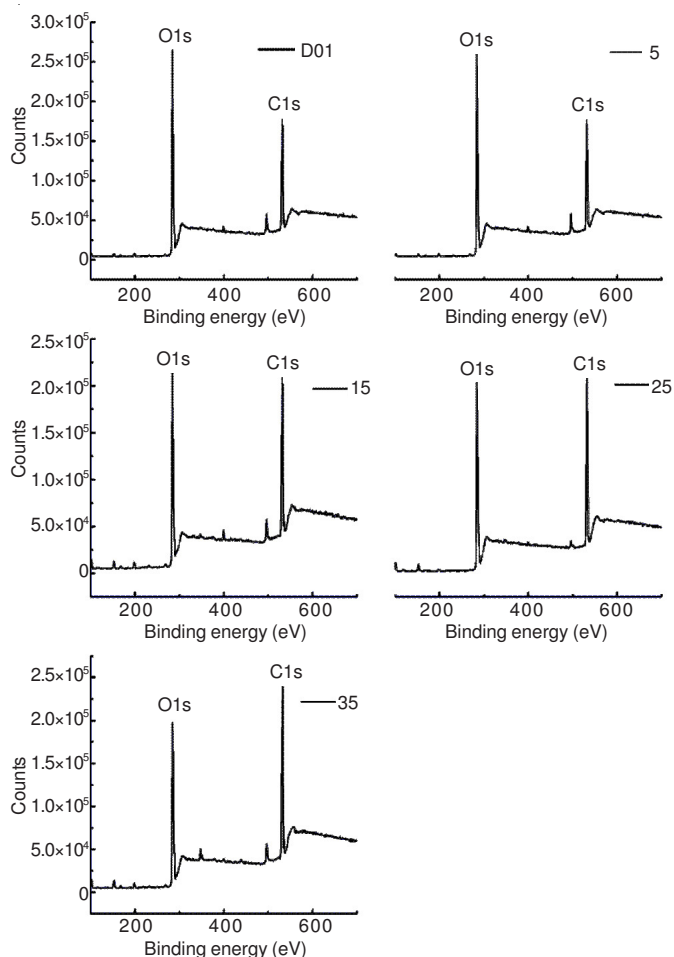 3.0×10⁵
2.5×10⁵
2.0×10⁵
1.5×10⁵
1.0×10⁵
5.0×10⁴
0
Counts
O1s
C1s
D01
200 400 600
Binding energy (eV)
O1s
C1s
5
200 400 600
Binding energy (eV)
2.5×10⁵
2.0×10⁵
1.5×10⁵
1.0×10⁵
5.0×10⁴
0
Counts
O1s
C1s
15
200 400 600
Binding energy (eV)
O1s
C1s
25
200 400 600
Binding energy (eV)
2.5×10⁵
2.0×10⁵
1.5×10⁵
1.0×10⁵
5.0×10⁴
0
Counts
O1s
C1s
35
200 400 600
Binding energy (eV)